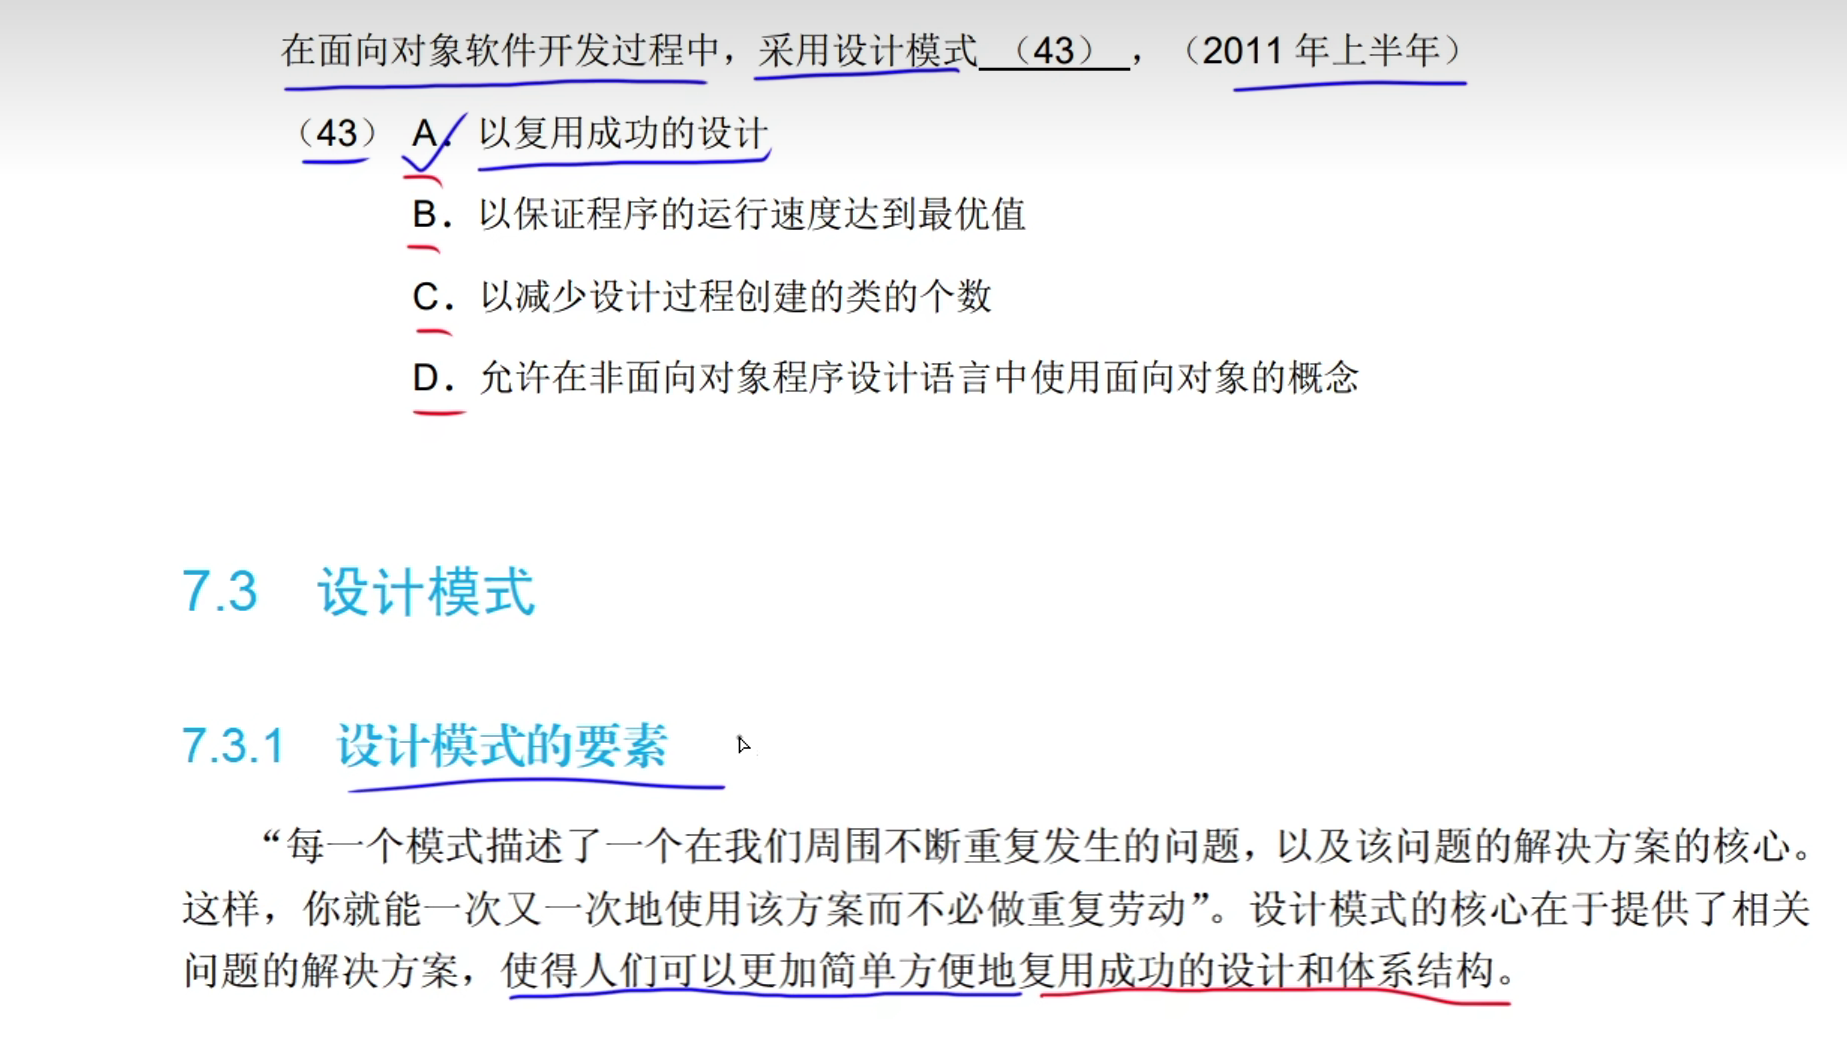 在面向对象软件开发过程中，采用设计模式（43），（2011 年上半年）
（43） A．以复用成功的设计
B．以保证程序的运行速度达到最优值
C．以减少设计过程创建的类的个数
D．允许在非面向对象程序设计语言中使用面向对象的概念
7.3 设计模式
7.3.1 设计模式的要素
“每一个模式描述了一个在我们周围不断重复发生的问题，以及该问题的解决方案的核心。
这样，你就能一次又一次地使用该方案而不必做重复劳动”。设计模式的核心在于提供了相关
问题的解决方案，使得人们可以更加简单方便地复用成功的设计和体系结构。